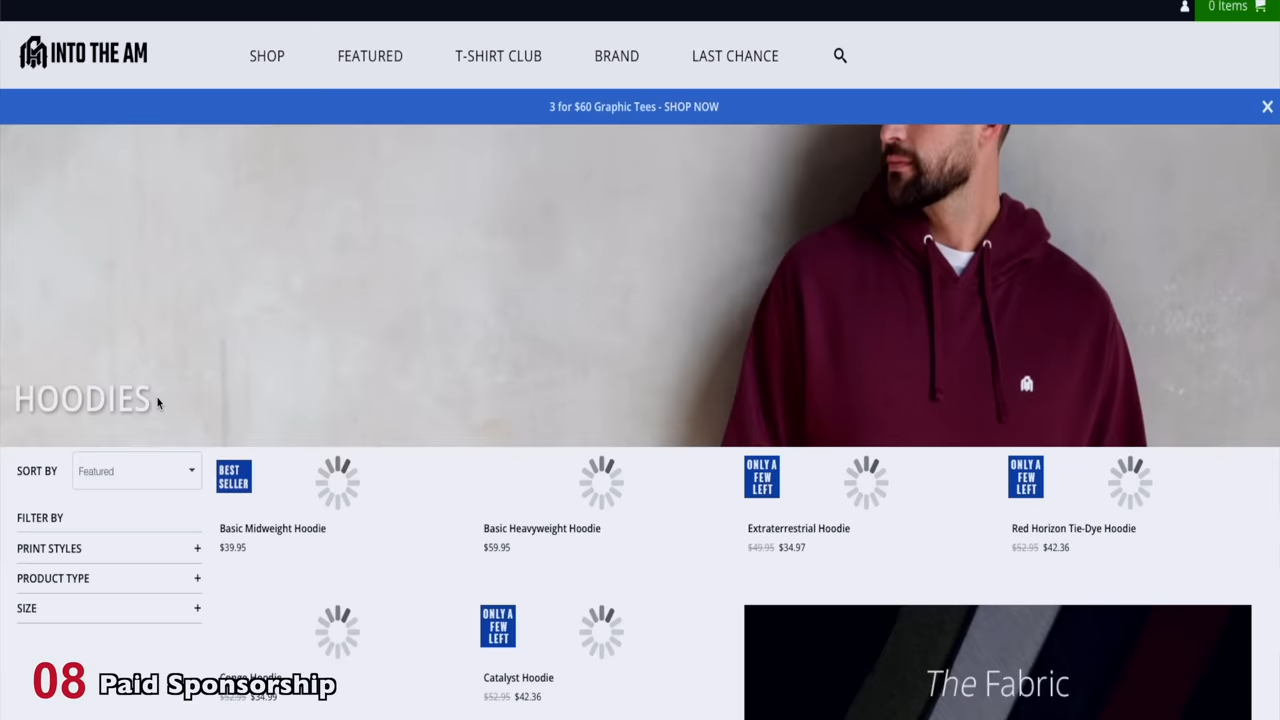 0 Items
INTO THE AM
SHOP
FEATURED
T-SHIRT CLUB
BRAND
LAST CHANCE
3 for $60 Graphic Tees - SHOP NOW
HOODIES
SORT BY
Featured
FILTER BY
PRINT STYLES +
PRODUCT TYPE +
SIZE +
BEST
SELLER
Basic Midweight Hoodie
$39.95
Basic Heavyweight Hoodie
$59.95
ONLY A
FEW
LEFT
Extraterrestrial Hoodie
$49.95 $34.97
ONLY A
FEW
LEFT
Red Horizon Tie-Dye Hoodie
$52.95 $42.36
$52.95 $34.99
ONLY A
FEW
LEFT
Catalyst Hoodie
$52.95 $42.36
The Fabric
08 Paid Sponsorship